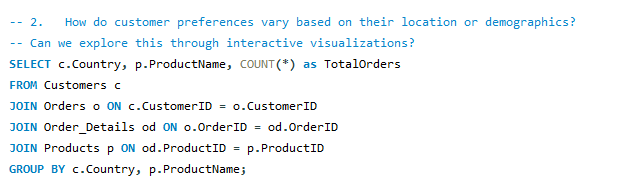 -- 2.   How do customer preferences vary based on their location or demographics?
-- Can we explore this through interactive visualizations?
SELECT c.Country, p.ProductName, COUNT(*) as TotalOrders
FROM Customers c
JOIN Orders o ON c.CustomerID = o.CustomerID
JOIN Order_Details od ON o.OrderID = od.OrderID
JOIN Products p ON od.ProductID = p.ProductID
GROUP BY c.Country, p.ProductName;